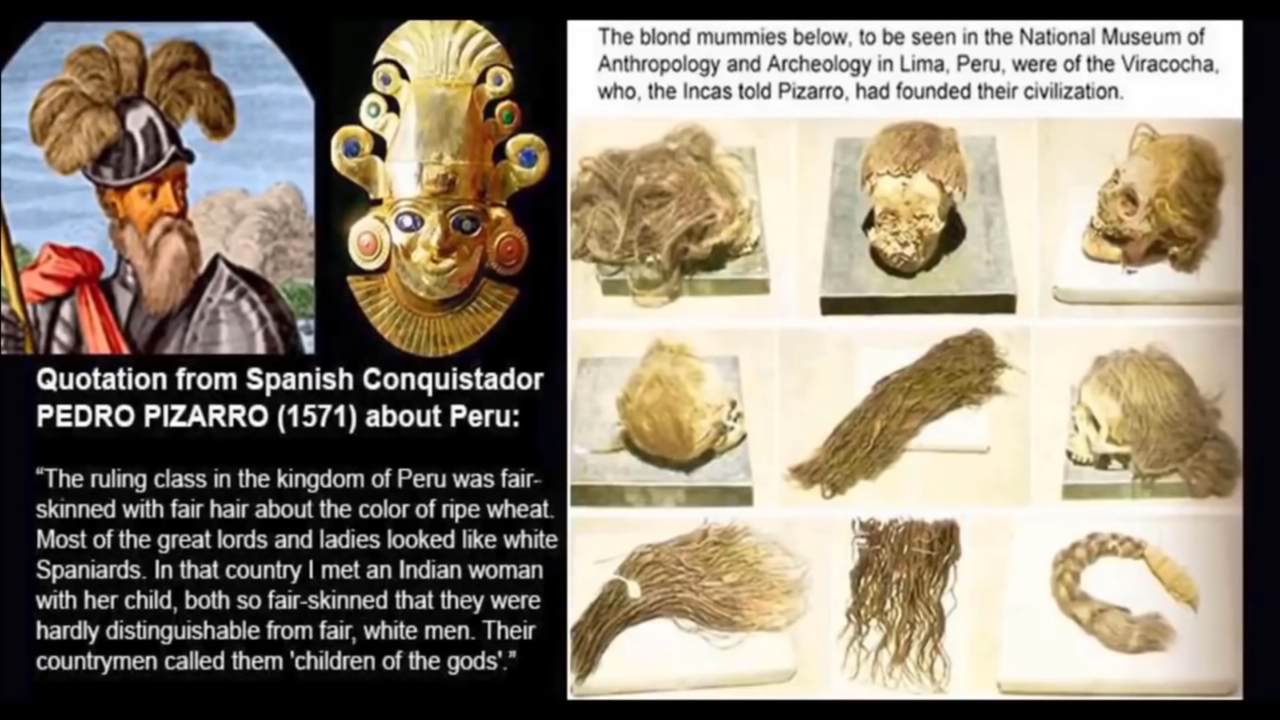 Quotation from Spanish Conquistador
PEDRO PIZARRO (1571) about Peru:
“The ruling class in the kingdom of Peru was fair-
skinned with fair hair about the color of ripe wheat.
Most of the great lords and ladies looked like white
Spaniards. In that country I met an Indian woman
with her child, both so fair-skinned that they were
hardly distinguishable from fair, white men. Their
countrymen called them 'children of the gods'.”
The blond mummies below, to be seen in the National Museum of
Anthropology and Archeology in Lima, Peru, were of the Viracocha,
who, the Incas told Pizarro, had founded their civilization.